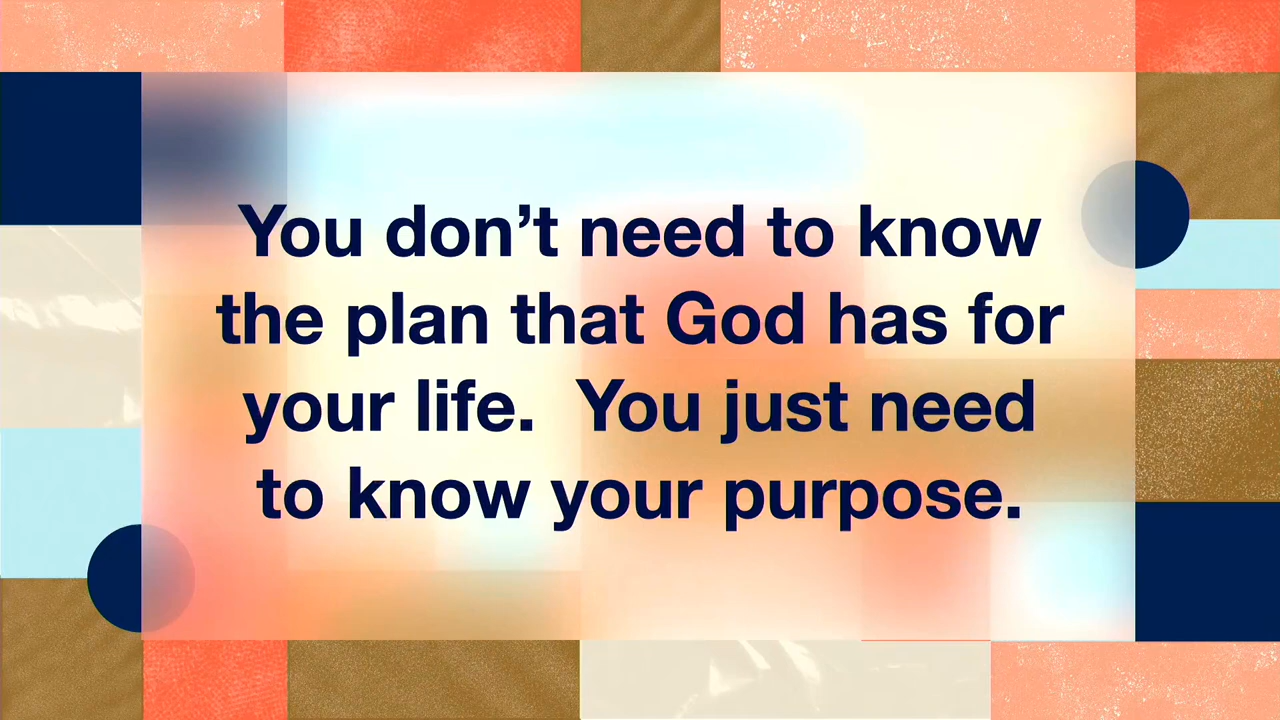 You don’t need to know
the plan that God has for
your life.  You just need
to know your purpose.